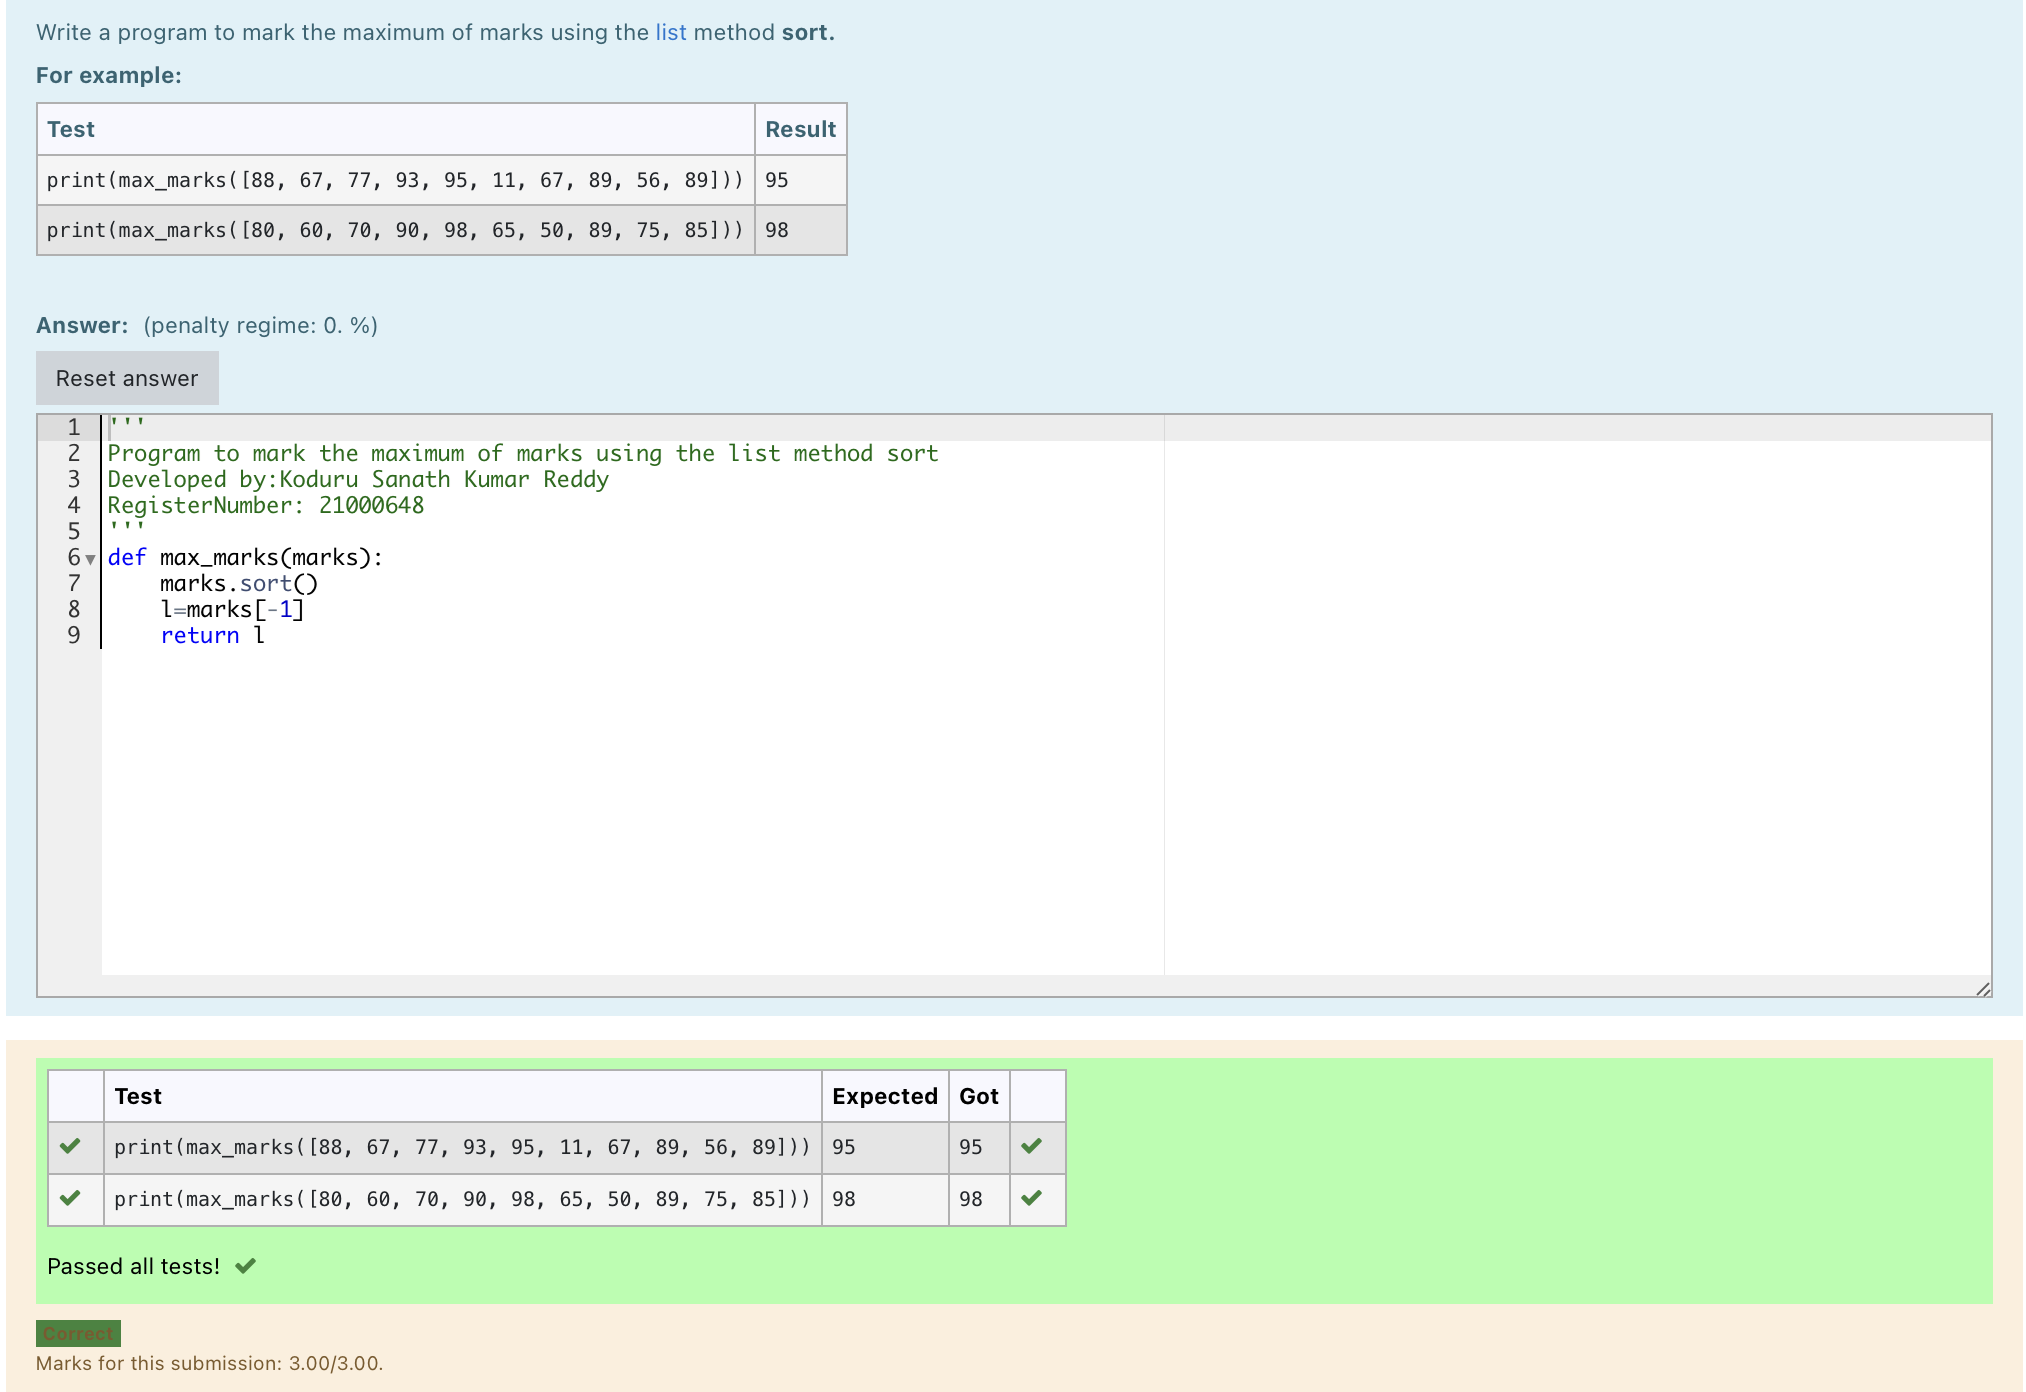 Write a program to mark the maximum of marks using the list method sort.
For example:
Test Result
print(max_marks([88, 67, 77, 93, 95, 11, 67, 89, 56, 89])) 95
print(max_marks([80, 60, 70, 90, 98, 65, 50, 89, 75, 85])) 98
Answer: (penalty regime: 0. %)
Reset answer
1 '''
2 Program to mark the maximum of marks using the list method sort
3 Developed by:Koduru Sanath Kumar Reddy
4 RegisterNumber: 21000648
5 '''
6 def max_marks(marks):
7     marks.sort()
8     l=marks[-1]
9     return l
Test Expected Got
print(max_marks([88, 67, 77, 93, 95, 11, 67, 89, 56, 89])) 95 95
print(max_marks([80, 60, 70, 90, 98, 65, 50, 89, 75, 85])) 98 98
Passed all tests!
Correct
Marks for this submission: 3.00/3.00.